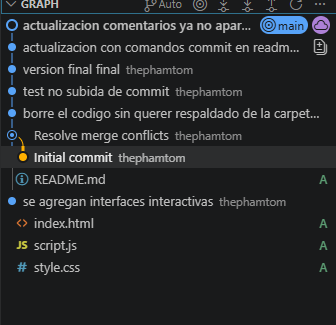 GRAPH
Auto
actualizacion comentarios ya no apar... main
actualizacion con comandos commit en readm...
version final final thephamtom
test no subida de commit thephamtom
borre el codigo sin querer respaldado de la carpet...
Resolve merge conflicts thephamtom
Initial commit thephamtom
README.md A
se agregan interfaces interactivas thephamtom
index.html A
JS script.js A
# style.css A